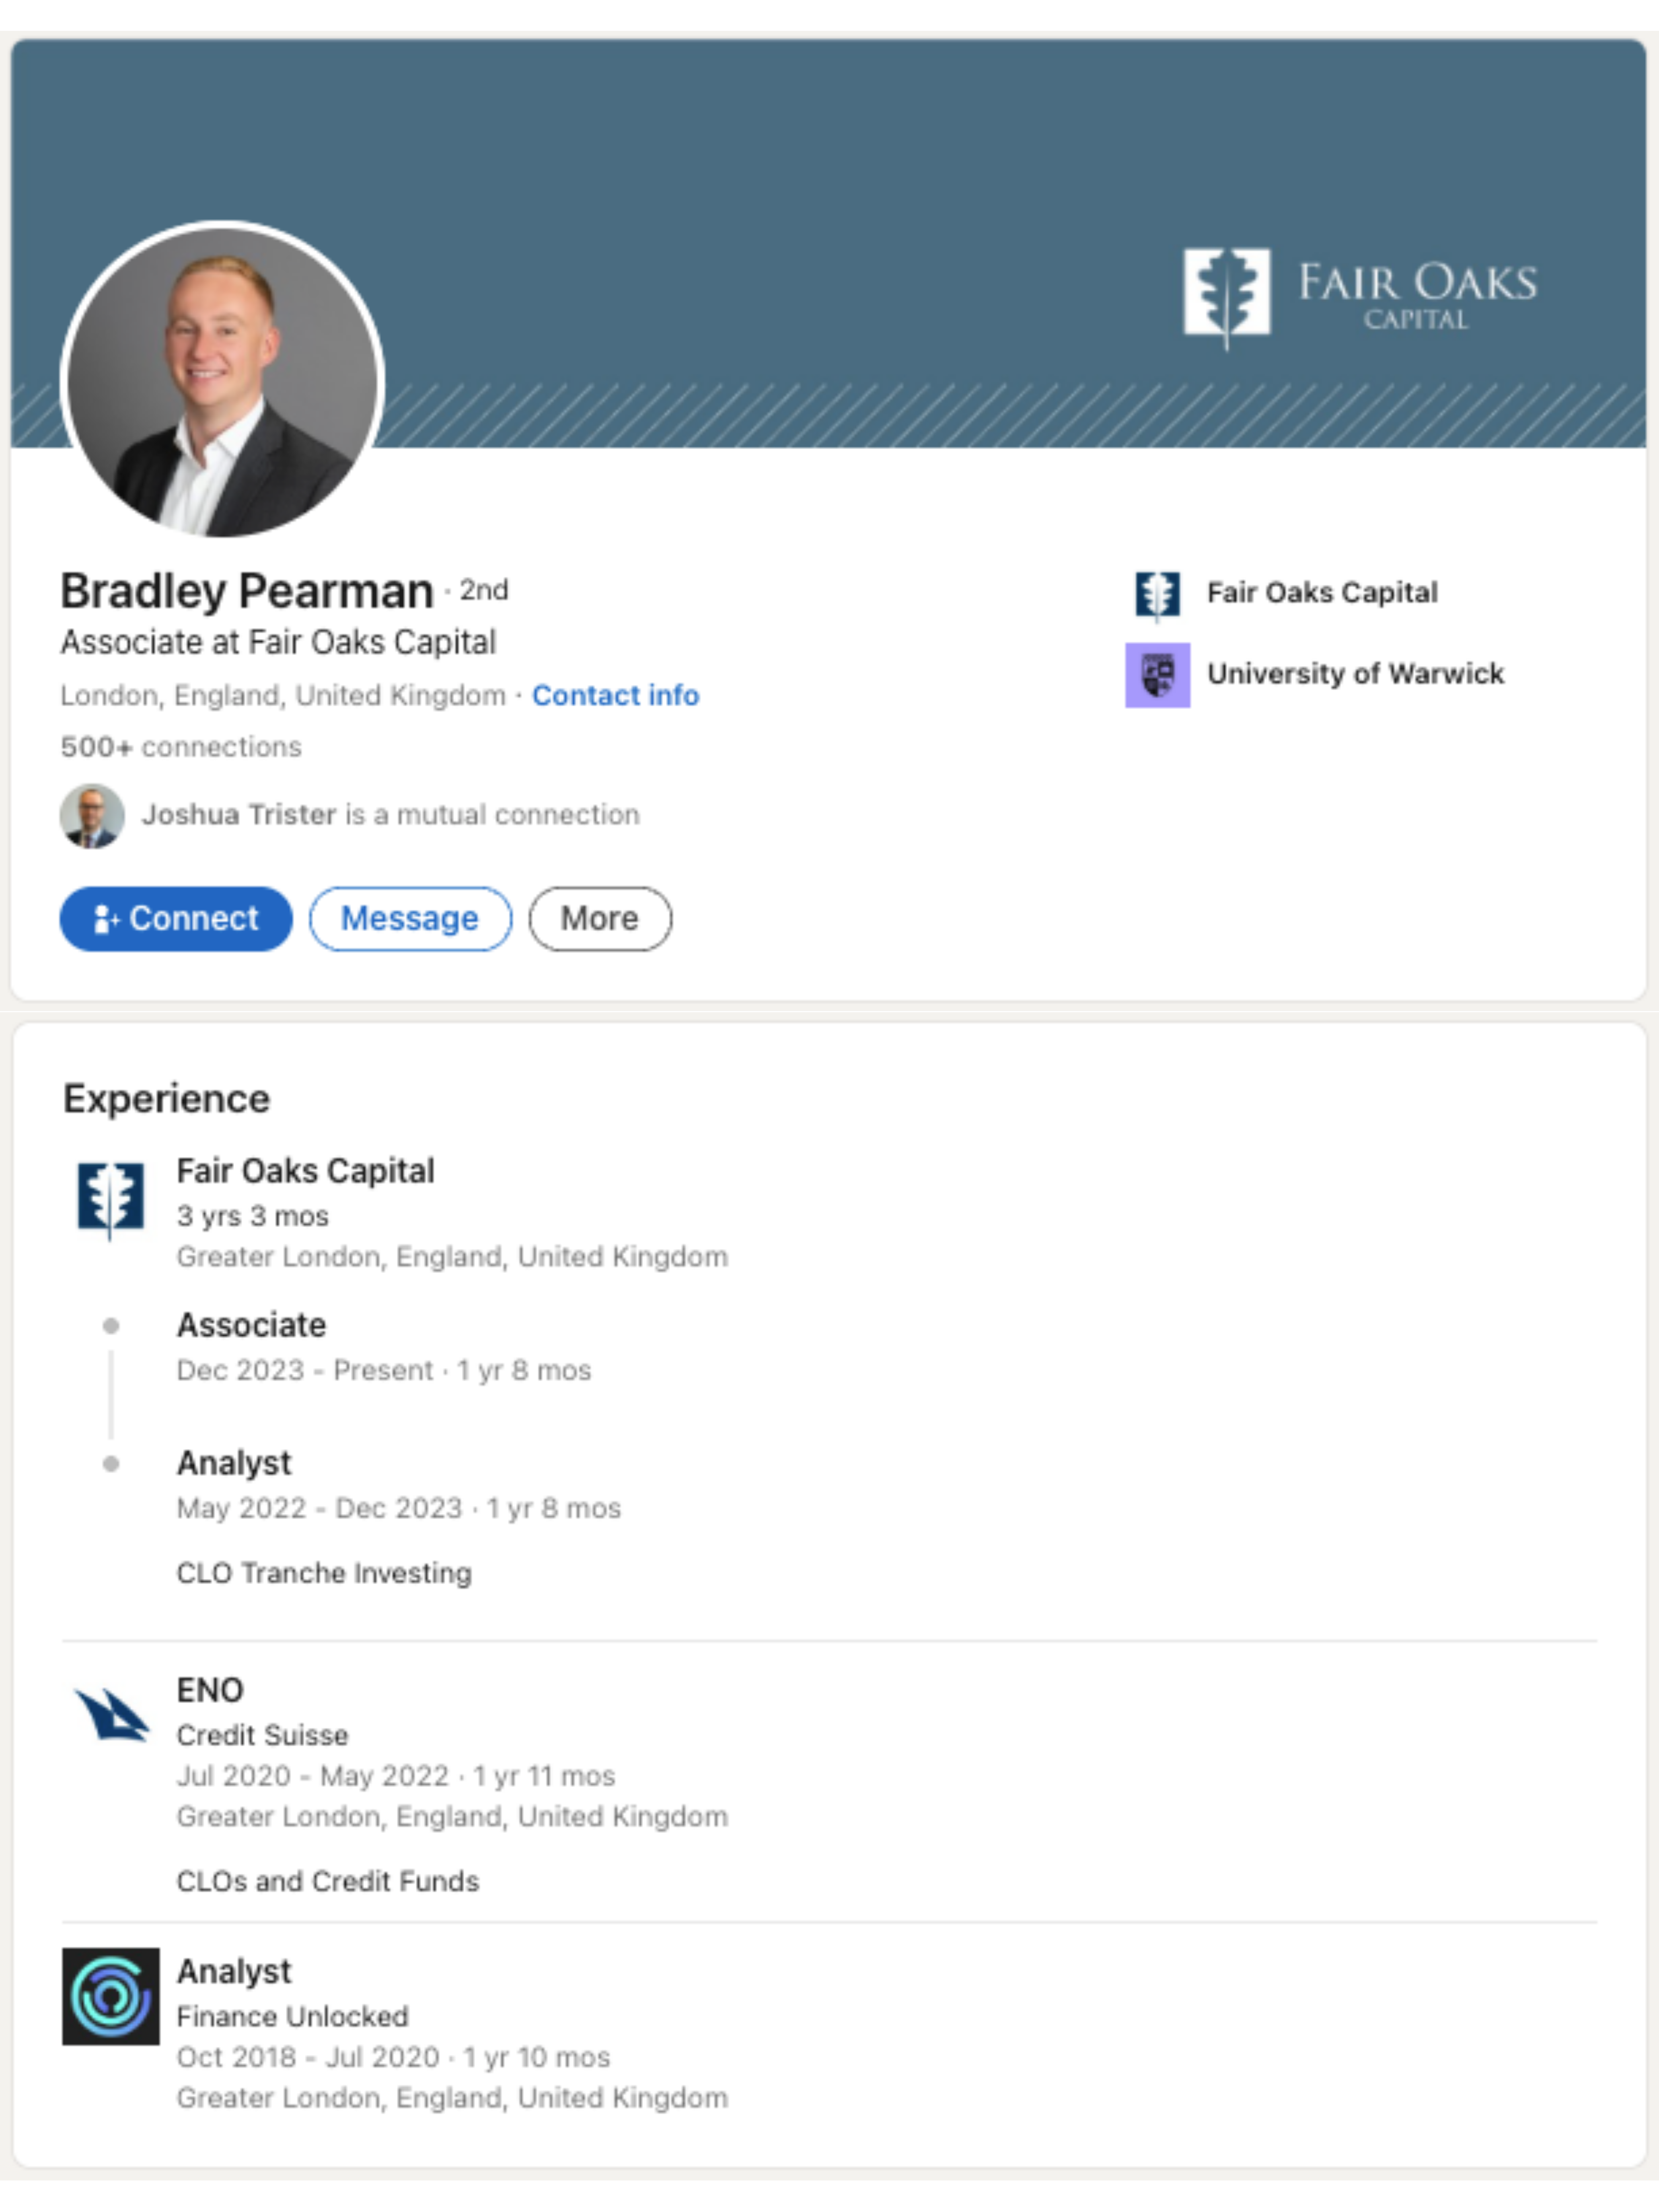 FAIR OAKS
CAPITAL
Bradley Pearman · 2nd
Associate at Fair Oaks Capital
London, England, United Kingdom · Contact info
500+ connections
Joshua Trister is a mutual connection
Connect
Message
More
Fair Oaks Capital
University of Warwick
Experience
Fair Oaks Capital
3 yrs 3 mos
Greater London, England, United Kingdom
Associate
Dec 2023 - Present · 1 yr 8 mos
Analyst
May 2022 - Dec 2023 · 1 yr 8 mos
CLO Tranche Investing
ENO
Credit Suisse
Jul 2020 - May 2022 · 1 yr 11 mos
Greater London, England, United Kingdom
CLOs and Credit Funds
Analyst
Finance Unlocked
Oct 2018 - Jul 2020 · 1 yr 10 mos
Greater London, England, United Kingdom